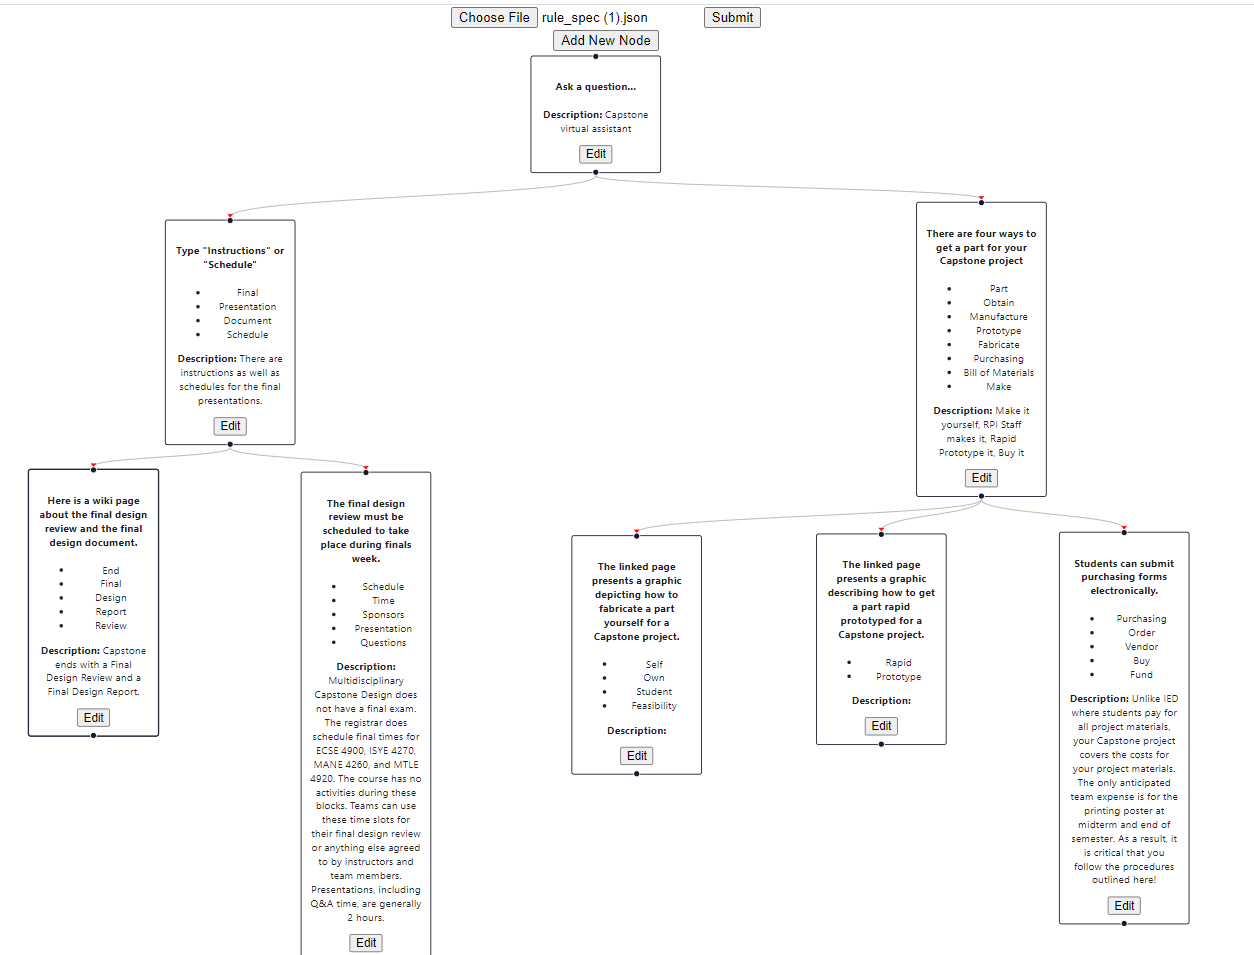 Choose File rule_spec (1).json Submit
Add New Node
Ask a question...
Description: Capstone
virtual assistant
Edit
Type "Instructions" or
"Schedule"
• Final
• Presentation
• Document
• Schedule
Description: There are
instructions as well as
schedules for the final
presentations.
Edit
There are four ways to
get a part for your
Capstone project
• Part
• Obtain
• Manufacture
• Prototype
• Fabricate
• Purchasing
• Bill of Materials
• Make
Description: Make it
yourself, RPI Staff
makes it, Rapid
Prototype it, Buy it
Edit
Here is a wiki page
about the final design
review and the final
design document.
• End
• Final
• Design
• Report
• Review
Description: Capstone
ends with a Final
Design Review and a
Final Design Report.
Edit
The final design
review must be
scheduled to take
place during finals
week.
• Schedule
• Time
• Sponsors
• Presentation
• Questions
Description:
Multidisciplinary
Capstone Design does
not have a final exam.
The registrar does
schedule final times for
ECSE 4900, ISYE 4270,
MANE 4260, and MTLE
4920. The course has no
activities during these
blocks. Teams can use
these time slots for
their final design review
or anything else agreed
to by instructors and
team members.
Presentations, including
Q&A time, are generally
2 hours.
Edit
The linked page
presents a graphic
depicting how to
fabricate a part
yourself for a
Capstone project.
• Self
• Own
• Student
• Feasibility
Description:
Edit
The linked page
presents a graphic
describing how to get
a part rapid
prototyped for a
Capstone project.
• Rapid
• Prototype
Description:
Edit
Students can submit
purchasing forms
electronically.
• Purchasing
• Order
• Vendor
• Buy
• Fund
Description: Unlike IED
where students pay for
all project materials,
your Capstone project
covers the costs for
your project materials.
The only anticipated
team expense is for the
printing poster at
midterm and end of
semester. As a result, it
is critical that you
follow the procedures
outlined here!
Edit